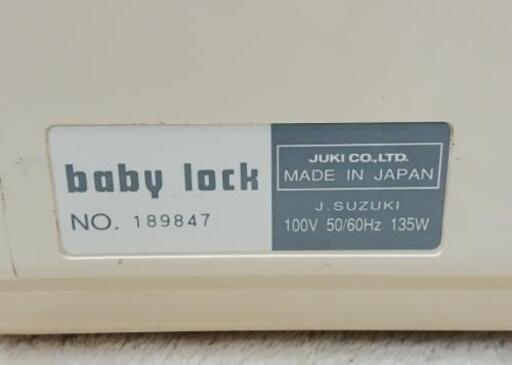 baby lock
NO. 189847
JUKI CO.,LTD.
MADE IN JAPAN
J. SUZUKI
100V 50/60Hz 135W